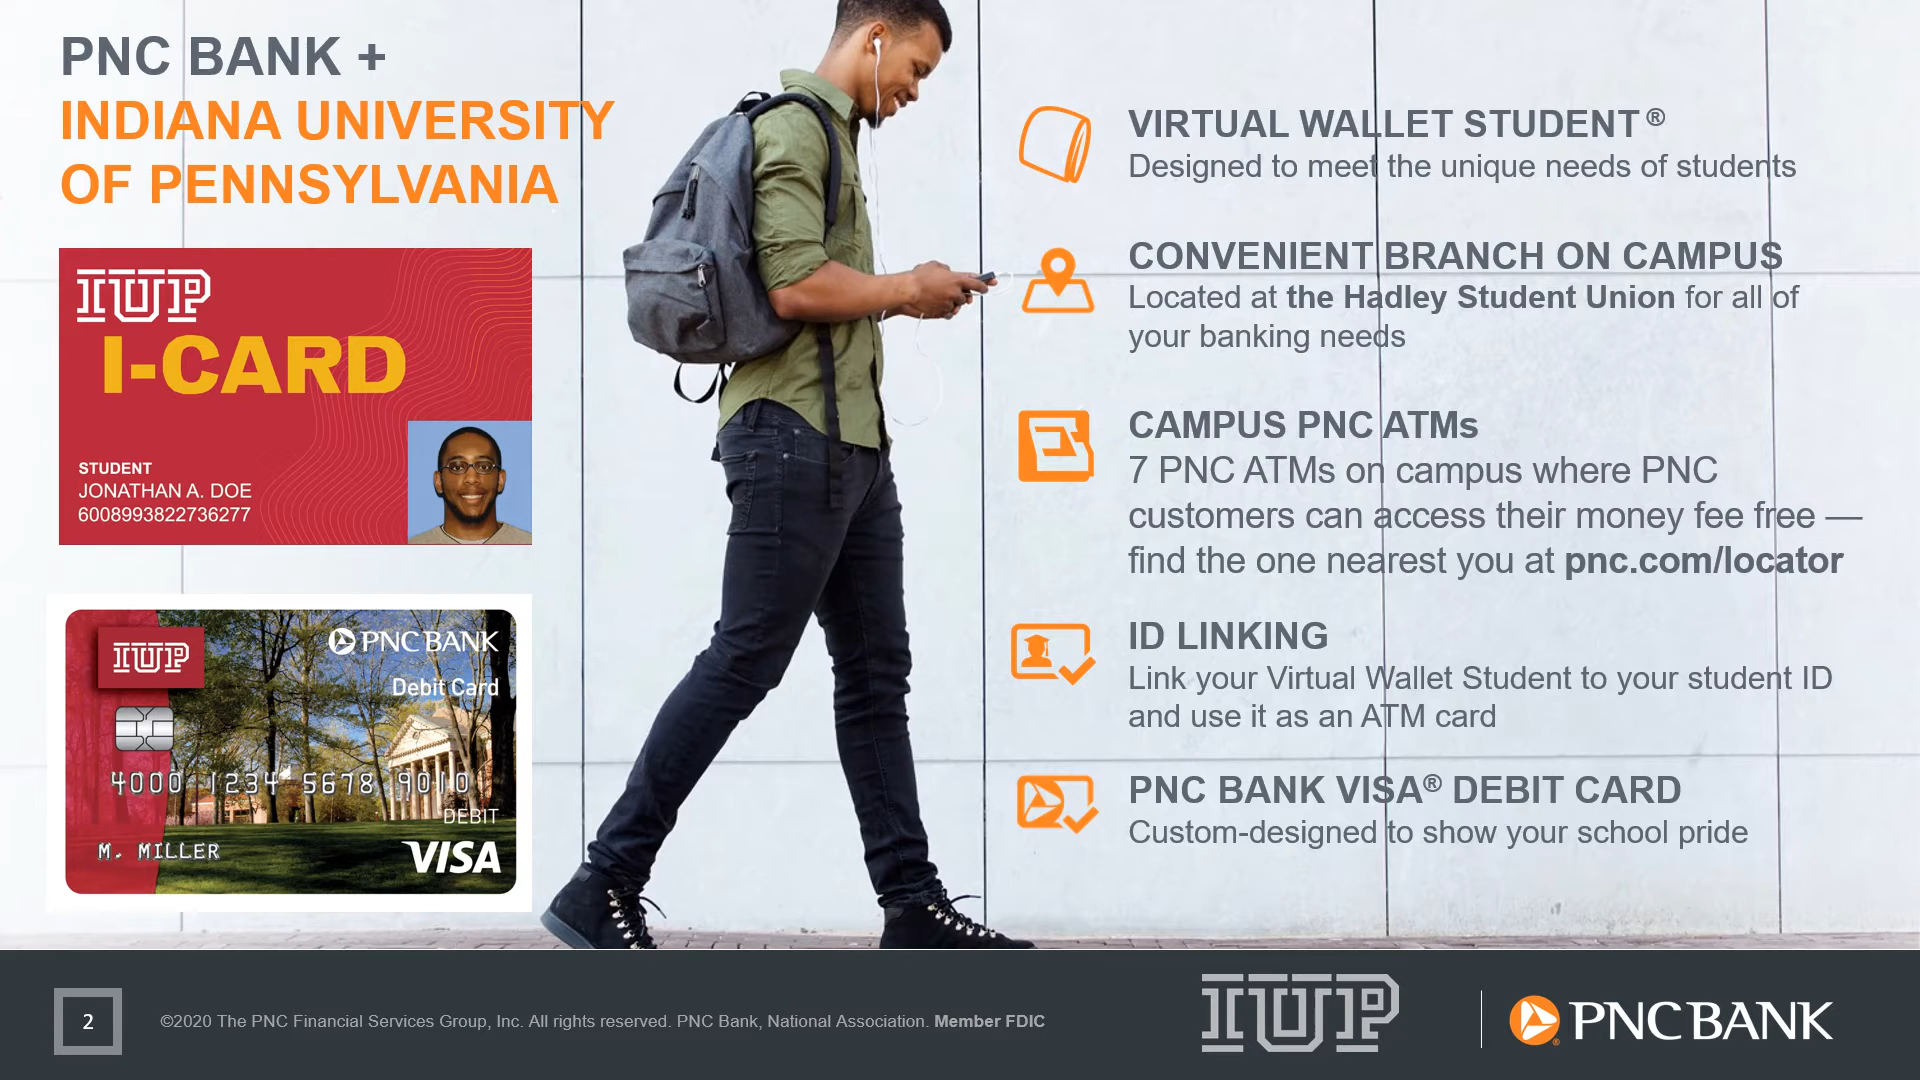 PNC BANK +
INDIANA UNIVERSITY
OF PENNSYLVANIA
IUP
I-CARD
STUDENT
JONATHAN A. DOE
6008993822736277
IUP
PNC BANK
Debit Card
4000 1234 5678 9010
DEBIT
M. MILLER
VISA
VIRTUAL WALLET STUDENT®
Designed to meet the unique needs of students
CONVENIENT BRANCH ON CAMPUS
Located at the Hadley Student Union for all of
your banking needs
CAMPUS PNC ATMs
7 PNC ATMs on campus where PNC
customers can access their money fee free —
find the one nearest you at pnc.com/locator
ID LINKING
Link your Virtual Wallet Student to your student ID
and use it as an ATM card
PNC BANK VISA® DEBIT CARD
Custom-designed to show your school pride
2
©2020 The PNC Financial Services Group, Inc. All rights reserved. PNC Bank, National Association. Member FDIC
IUP
PNC BANK